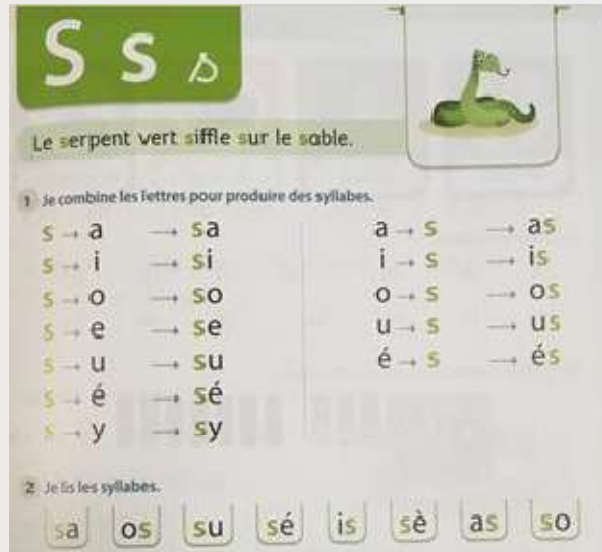 S s s
Le serpent vert siffle sur le sable.
1 Je combine les lettres pour produire des syllabes.
s → a → sa
s → i → si
s → o → so
s → e → se
s → u → su
s → é → sé
s → y → sy
a → s → as
i → s → is
o → s → os
u → s → us
é → s → és
2 Je lis les syllabes.
sa os su sé is sè as so